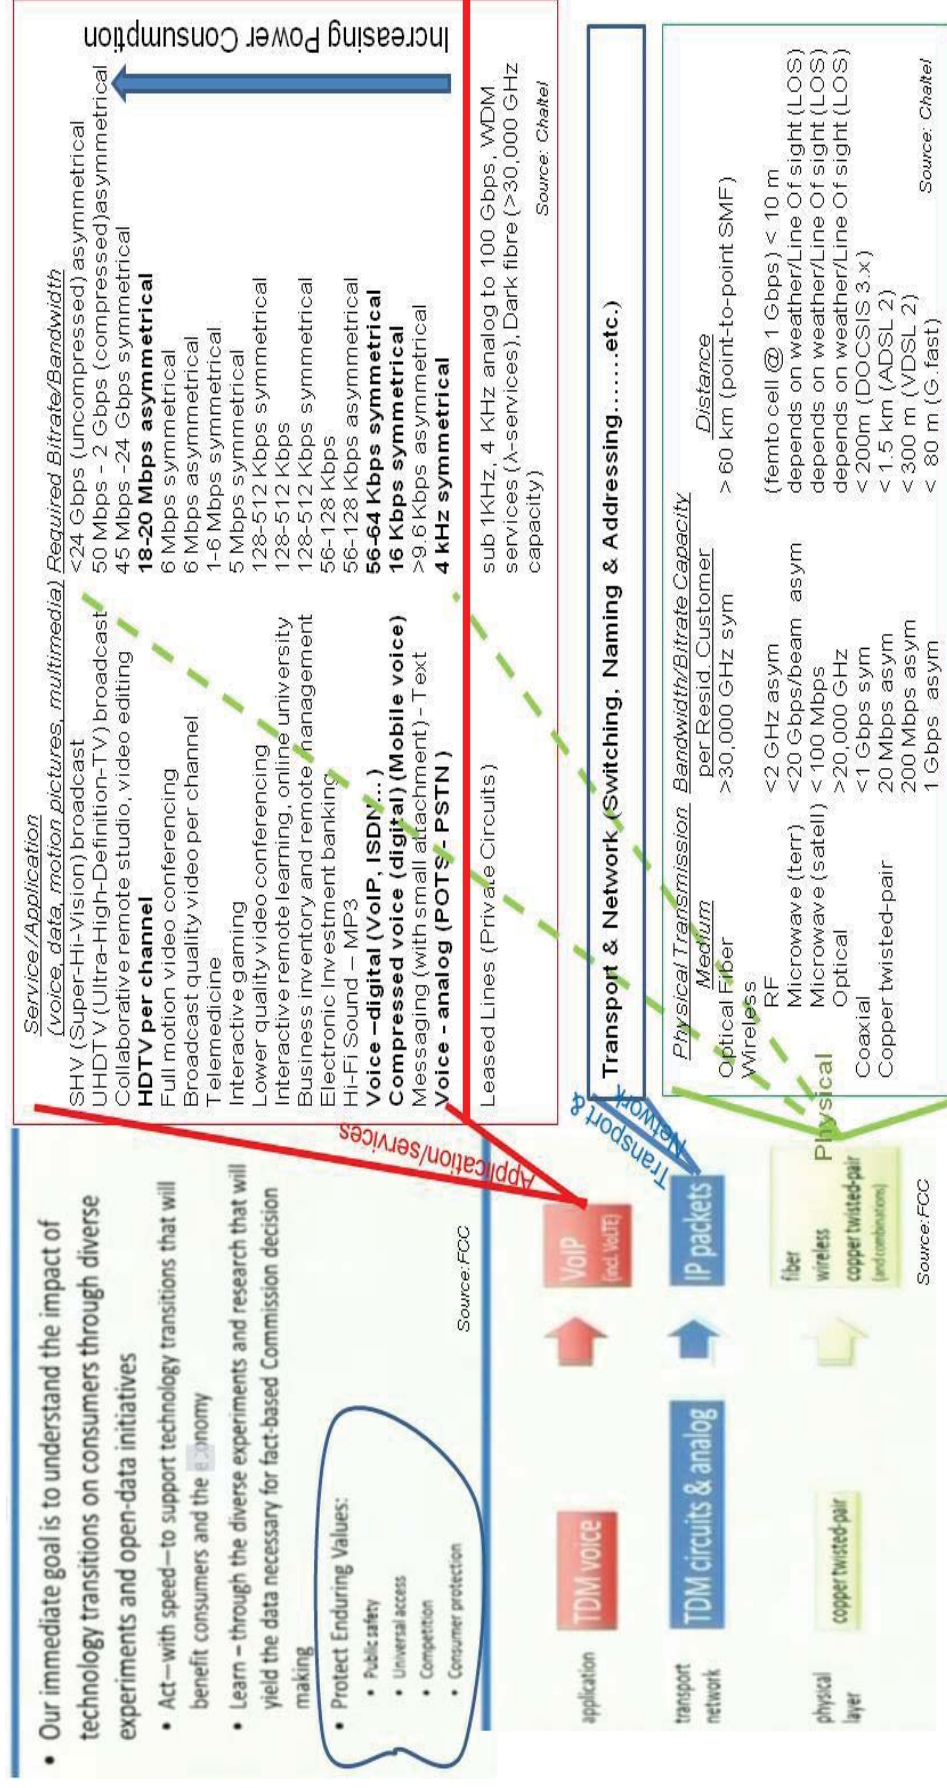 • Our immediate goal is to understand the impact of
technology transitions on consumers through diverse
experiments and open-data initiatives
• Act—with speed—to support technology transitions that will
benefit consumers and the economy
• Learn – through the diverse experiments and research that will
yield the data necessary for fact-based Commission decision
making
• Protect Enduring Values:
• Public safety
• Universal access
• Competition
• Consumer protection
Source:FCC
application
TDM voice
VoIP
(incl. VoLTE)
transport
network
TDM circuits & analog
IP packets
physical
layer
copper twisted-pair
fiber
wireless
copper twisted-pair
(and combinations)
Source:FCC
Application/services
Transport &
Network
Physical
Service/Application
(voice, data, motion pictures, multimedia) Required Bitrate/Bandwidth
SHV (Super-Hi-Vision) broadcast <24 Gbps (uncompressed) asymmetrical
UHDTV (Ultra-High-Definition-TV) broadcast 50 Mbps - 2 Gbps (compressed)asymmetrical
Collaborative remote studio, video editing 45 Mbps -24 Gbps symmetrical
HDTV per channel 18-20 Mbps asymmetrical
Full motion video conferencing 6 Mbps symmetrical
Broadcast quality video per channel 6 Mbps asymmetrical
Telemedicine 1-6 Mbps symmetrical
Interactive gaming 5 Mbps symmetrical
Lower quality video conferencing 128-512 Kbps symmetrical
Interactive remote learning, online university 128-512 Kbps
Business inventory and remote management 128-512 Kbps symmetrical
Electronic Investment banking 56-128 Kbps
Hi-Fi Sound – MP3 56-128 Kbps asymmetrical
Voice –digital (VoIP, ISDN…) 56-64 Kbps symmetrical
Compressed voice (digital) (Mobile voice) 16 Kbps symmetrical
Messaging (with small attachment) - Text >9.6 Kbps asymmetrical
Voice - analog (POTS - PSTN ) 4 kHz symmetrical
Increasing Power Consumption
Leased Lines (Private Circuits) sub 1KHz, 4 KHz analog to 100 Gbps, WDM
services (λ-services), Dark fibre (>30,000 GHz
capacity)
Source: Chaltel
Transport & Network (Switching, Naming & Addressing……etc.)
Physical Transmission Bandwidth/Bitrate Capacity
Medium per Resid. Customer Distance
Optical Fiber >30,000 GHz sym > 60 km (point-to-point SMF)
Wireless
RF <2 GHz asym (femto cell @ 1 Gbps) < 10 m
Microwave (terr) <20 Gbps/beam asym depends on weather/Line Of sight (LOS)
Microwave (satell) < 100 Mbps depends on weather/Line Of sight (LOS)
Optical >20,000 GHz depends on weather/Line Of sight (LOS)
Coaxial <1 Gbps sym < 200m (DOCSIS 3.x)
Copper twisted-pair 20 Mbps asym < 1.5 km (ADSL 2)
200 Mbps asym < 300 m (VDSL 2)
1 Gbps asym < 80 m (G.fast)
Source: Chaltel